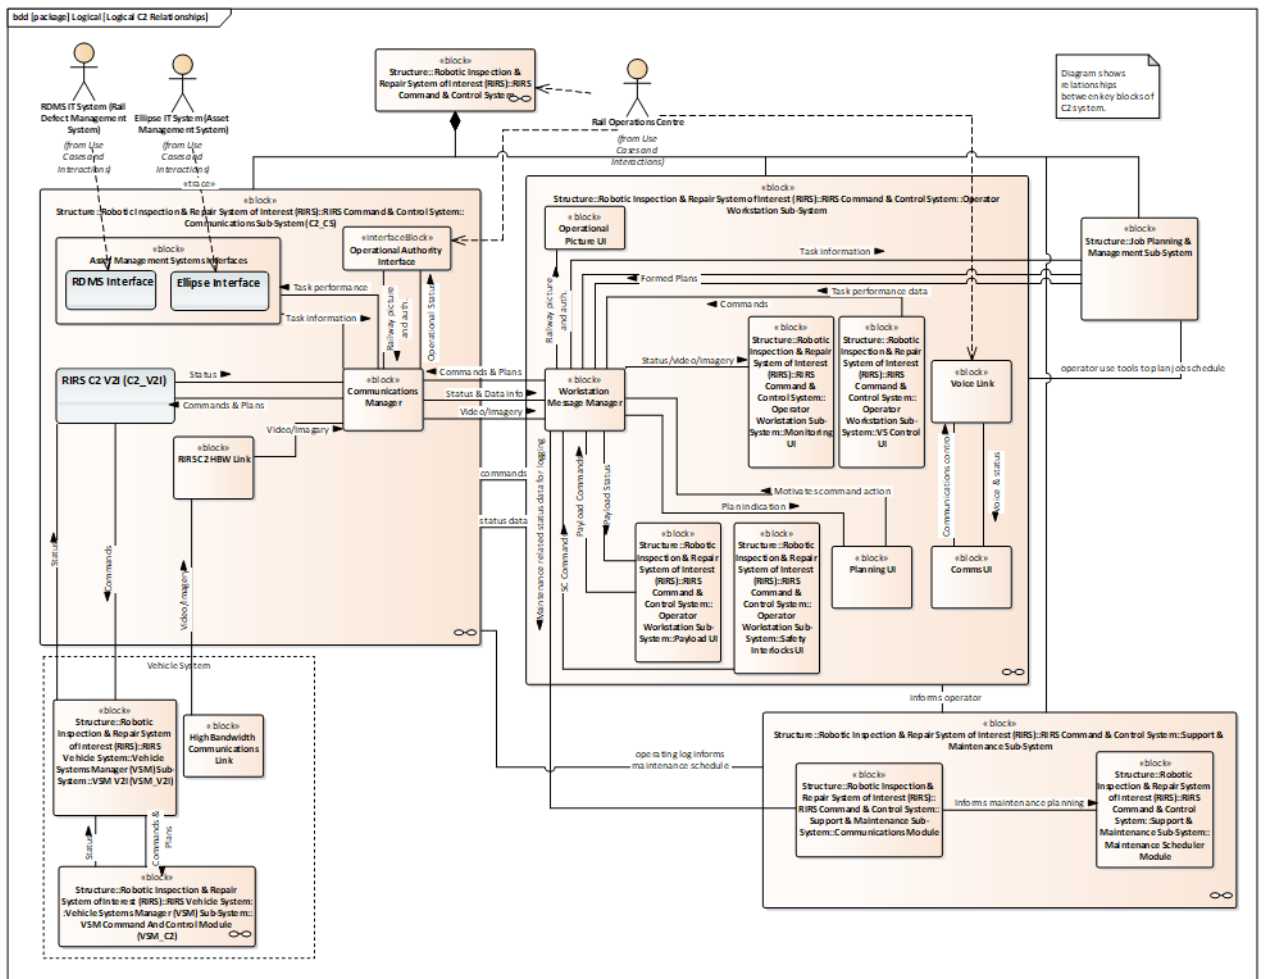 bdd [package] Logical [Logical C2 Relationships]
RDMS IT System (Rail
Defect Management
System)
(from Use
Cases and
Interactions)
Ellipse IT System (Asset
Management System)
(from Use
Cases and
Interactions)
«trace»
«block»
Structure::Robotic Inspection &
Repair System of Interest (RIRS)::RIRS
Command & Control System
Rail Operations Centre
(from Use
Cases and
Interactions)
Diagram shows
relationships
between key blocks of
C2 system.
«block»
Structure::Robotic Inspection & Repair System of Interest (RIRS)::RIRS Command & Control System::
Communications Sub-System (C2_CS)
«block»
Asset Management Systems Interfaces
RDMS Interface
Ellipse Interface
«interfaceBlock»
Operational Authority
Interface
Task performance
Task information
Railway picture
and auth.
Operational Status
RIRS C2 V2I (C2_V2I)
Status
Commands & Plans
«block»
Communications
Manager
Video/Imagary
«block»
RIRS C2 HBW Link
Status
Commands
Video/Imagery
Commands & Plans
Status & Data info
Video/Imagery
commands
status data
«block»
Structure::Robotic Inspection & Repair System of Interest (RIRS)::RIRS Command & Control System::Operator
Workstation Sub-System
«block»
Operational
Picture UI
Railway picture
and auth.
Task information
Formed Plans
Task performance data
Commands
Status/video/Imagery
«block»
Workstation
Message Manager
«block»
Structure::Robotic
Inspection & Repair
System of Interest
(RIRS)::RIRS
Command &
Control System::
Operator
Workstation Sub-
System::Monitoring
UI
«block»
Structure::Robotic
Inspection & Repair
System of Interest
(RIRS)::RIRS
Command &
Control System::
Operator
Workstation Sub-
System::VS Control
UI
«block»
Voice Link
«block»
Structure::Job Planning &
Management Sub-System
operator use tools to plan job schedule
Maintenance related status data for logging
SC Commands
Payload Commands
Payload Status
Motivates command action
Plan indication
Communications control
Voice & status
«block»
Structure::Robotic
Inspection & Repair
System of Interest
(RIRS)::RIRS
Command &
Control System::
Operator
Workstation Sub-
System::Payload UI
«block»
Structure::Robotic
Inspection & Repair
System of Interest
(RIRS)::RIRS
Command &
Control System::
Operator
Workstation Sub-
System::Safety
Interlocks UI
«block»
Planning UI
«block»
Comms UI
Vehicle System
«block»
Structure::Robotic
Inspection & Repair System
of Interest (RIRS)::RIRS
Vehicle System::Vehicle
Systems Manager (VSM) Sub-
System::VSM V2I (VSM_V2I)
«block»
High Bandwidth
Communications
Link
Status
Commands &
Plans
«block»
Structure::Robotic Inspection & Repair
System of Interest (RIRS)::RIRS Vehicle System:
:Vehicle Systems Manager (VSM) Sub-System::
VSM Command And Control Module
(VSM_C2)
informs operator
operating log informs
maintenance schedule
«block»
Structure::Robotic Inspection & Repair System of Interest (RIRS)::RIRS Command & Control System::Support &
Maintenance Sub-System
«block»
Structure::Robotic Inspection &
Repair System of Interest (RIRS)::
RIRS Command & Control System::
Support & Maintenance Sub-
System::Communications Module
Informs maintenance planning
«block»
Structure::Robotic
Inspection & Repair System
of Interest (RIRS)::RIRS
Command & Control
System::Support &
Maintenance Sub-System::
Maintenance Scheduler
Module